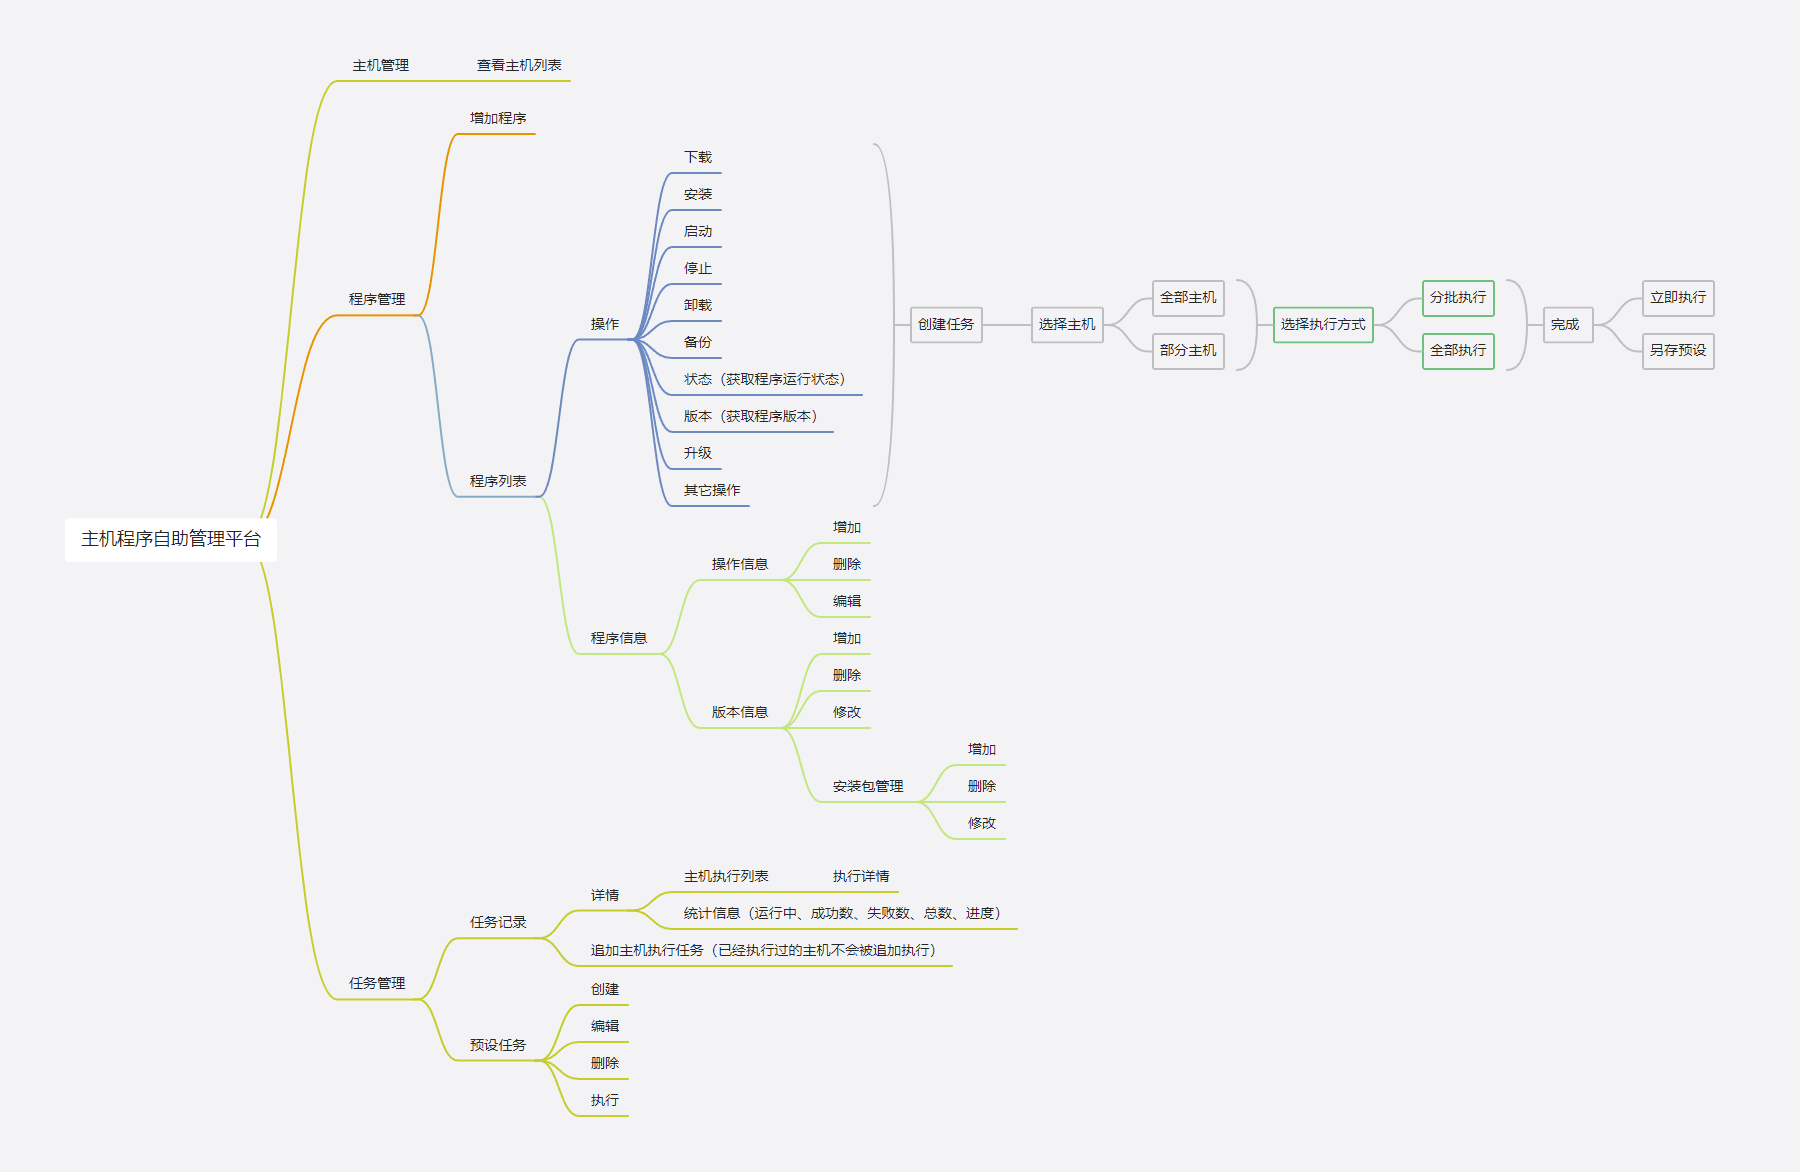 主机程序自助管理平台
主机管理
查看主机列表
程序管理
增加程序
程序列表
操作
下载
安装
启动
停止
卸载
备份
状态（获取程序运行状态）
版本（获取程序版本）
升级
其它操作
创建任务
选择主机
全部主机
部分主机
选择执行方式
分批执行
全部执行
完成
立即执行
另存预设
程序信息
操作信息
增加
删除
编辑
版本信息
增加
删除
修改
安装包管理
增加
删除
修改
任务管理
任务记录
详情
主机执行列表
执行详情
统计信息（运行中、成功数、失败数、总数、进度）
追加主机执行任务（已经执行过的主机不会被追加执行）
预设任务
创建
编辑
删除
执行